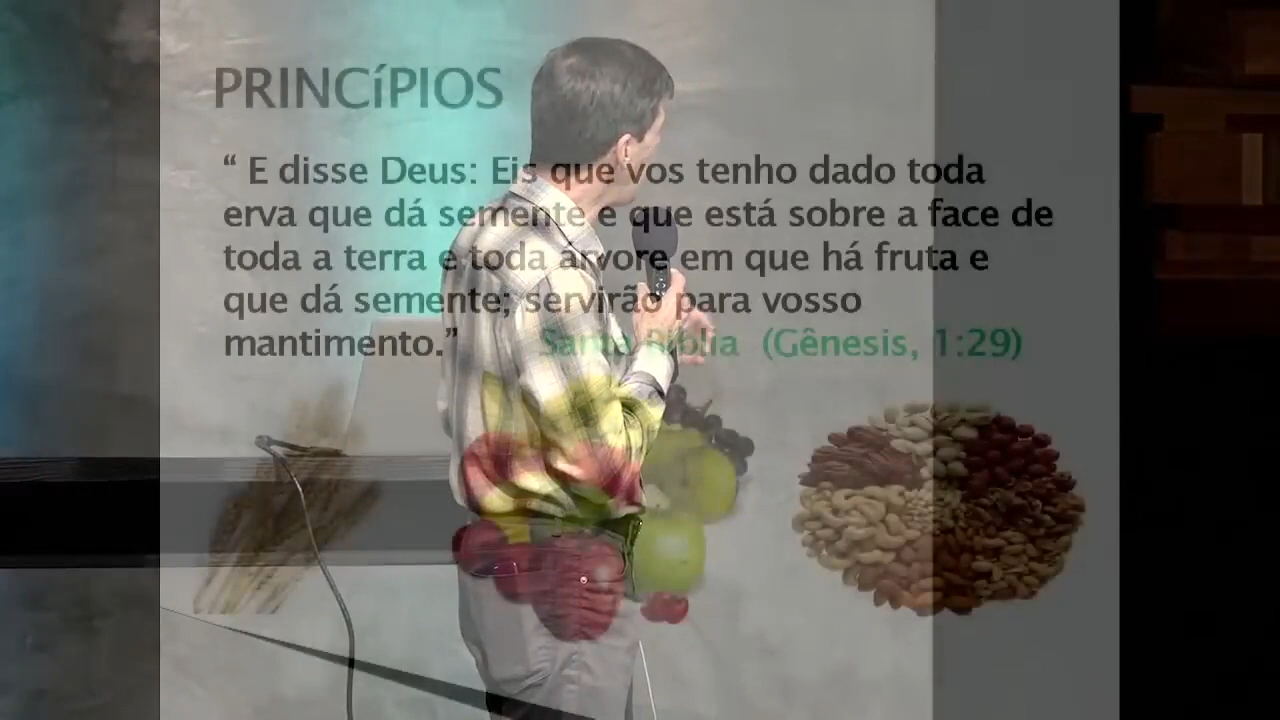 PRINCíPIOS
“ E disse Deus: Eis que vos tenho dado toda
erva que dá semente e que está sobre a face de
toda a terra e toda árvore em que há fruta e
que dá semente; servirão para vosso
mantimento.” Santa Bíblia (Gênesis, 1:29)